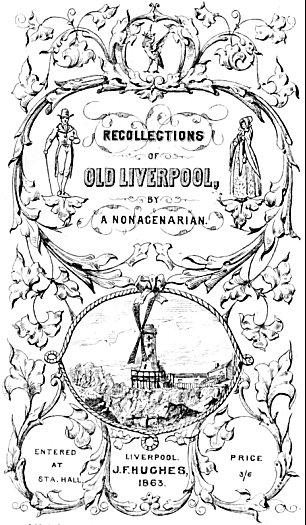 RECOLLECTIONS
OF
OLD LIVERPOOL,
BY
A NONAGENARIAN.
ENTERED
AT
STA. HALL
LIVERPOOL.
J.F.HUGHES,
1863.
PRICE
3/6